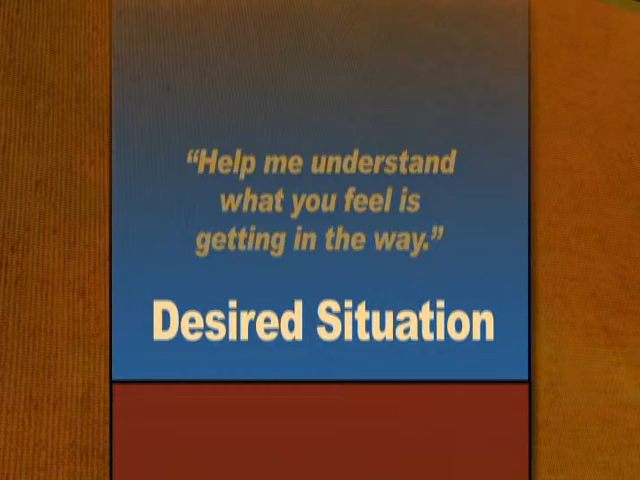 “Help me understand
what you feel is
getting in the way.”
Desired Situation